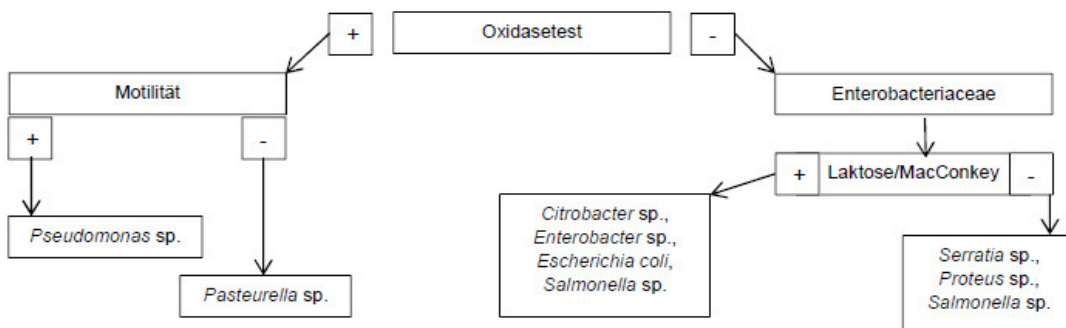 +
Oxidasetest
-
Motilität
Enterobacteriaceae
+
-
+
Laktose/MacConkey
-
Pseudomonas sp.
Citrobacter sp.,
Enterobacter sp.,
Escherichia coli,
Salmonella sp.
Serratia sp.,
Proteus sp.,
Salmonella sp.
Pasteurella sp.